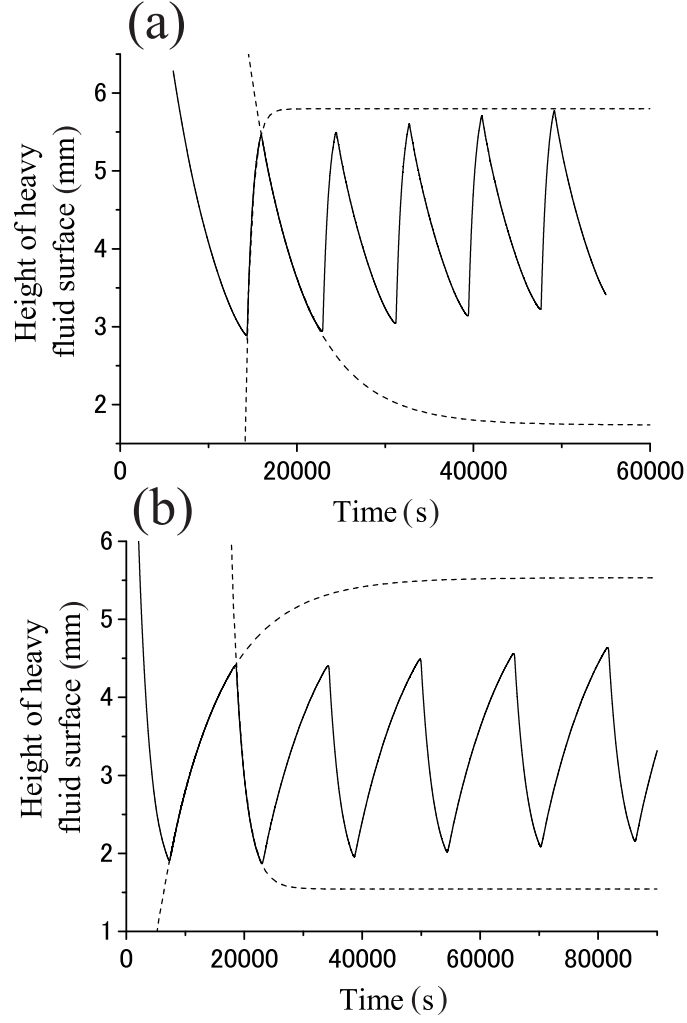 (a)
6
5
4
3
2
Height of heavy
fluid surface (mm)
0 20000 40000 60000
Time (s)
(b)
6
5
4
3
2
1
Height of heavy
fluid surface (mm)
0 20000 40000 60000 80000
Time (s)